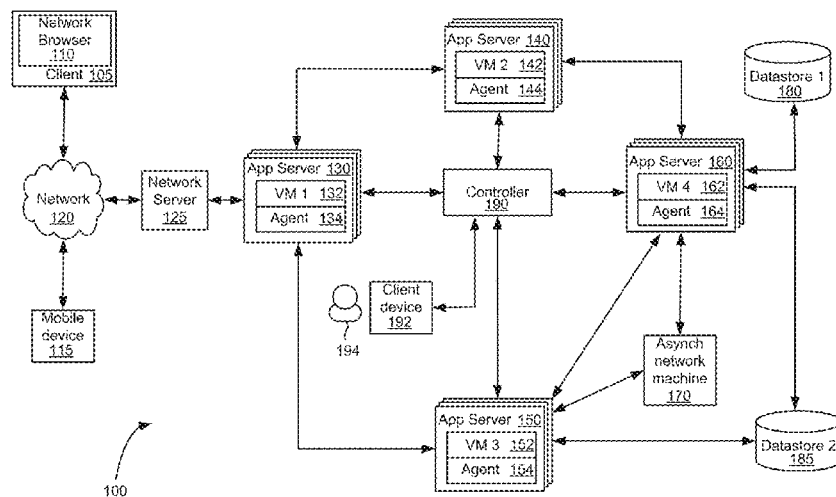 Network
Browser
110
Client 105
Network
120
Mobile
device
115
Network
Server
125
App Server 130
VM 1 132
Agent 134
App Server 140
VM 2 142
Agent 144
Controller
190
Client
device
192
194
App Server 150
VM 3 152
Agent 154
App Server 160
VM 4 162
Agent 164
Asynch
network
machine
170
Datastore 1
180
Datastore 2
185
100